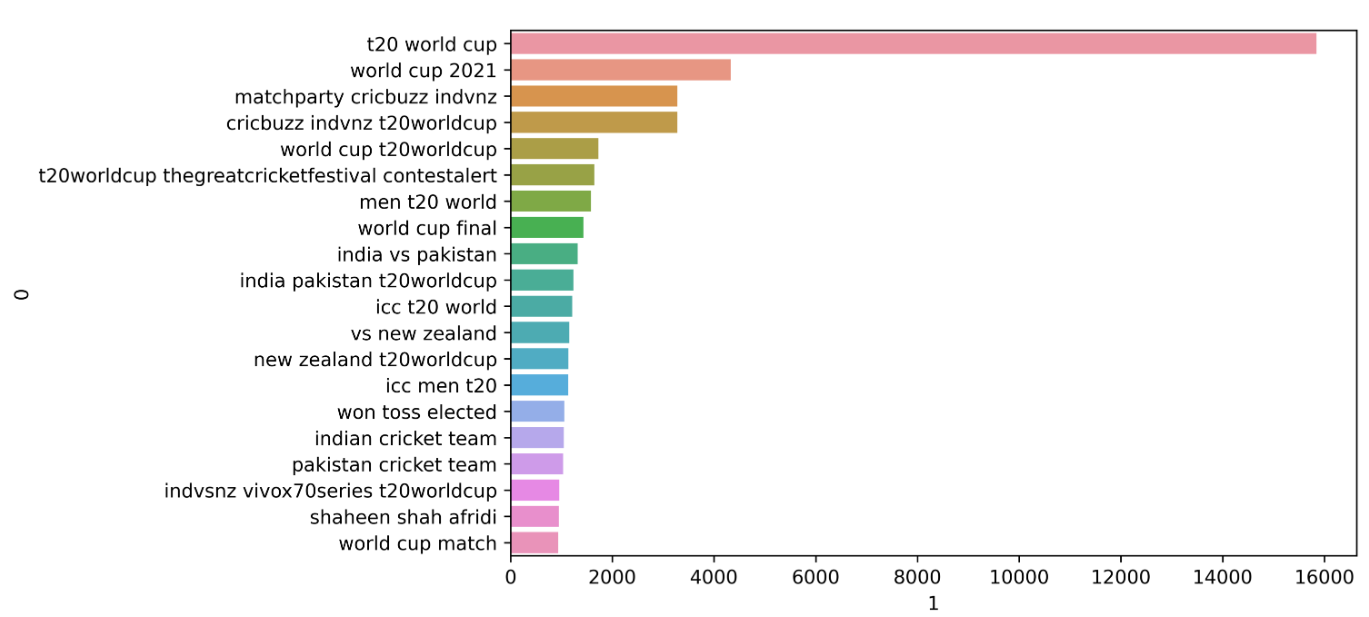 t20 world cup
world cup 2021
matchparty cricbuzz indvnz
cricbuzz indvnz t20worldcup
world cup t20worldcup
t20worldcup thegreatcricketfestival contestalert
men t20 world
world cup final
india vs pakistan
india pakistan t20worldcup
icc t20 world
vs new zealand
new zealand t20worldcup
icc men t20
won toss elected
indian cricket team
pakistan cricket team
indvsnz vivox70series t20worldcup
shaheen shah afridi
world cup match
0
0 2000 4000 6000 8000 10000 12000 14000 16000
1